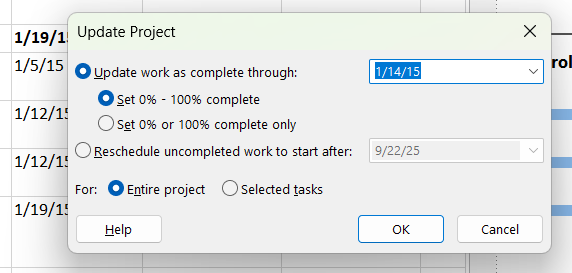 Update Project
1/19/15
1/5/15
Update work as complete through:
1/14/15
Set 0% - 100% complete
1/12/15
Set 0% or 100% complete only
1/12/15
Reschedule uncompleted work to start after:
9/22/25
For:
Entire project
Selected tasks
1/19/15
Help
OK
Cancel